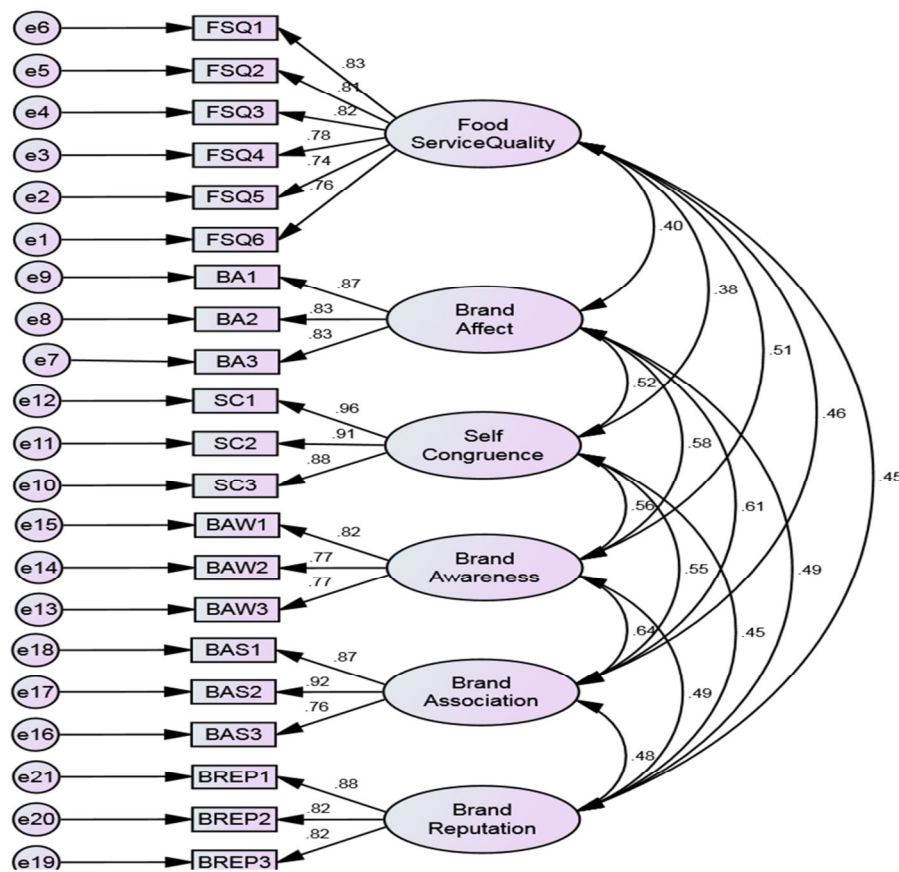 e6
FSQ1
.83
e5
FSQ2
.81
e4
FSQ3
.82
Food
ServiceQuality
e3
FSQ4
.78
e2
FSQ5
.74
e1
FSQ6
.76
.40
e9
BA1
.87
.38
e8
BA2
.83
Brand
Affect
e7
BA3
.83
.51
.52
e12
SC1
.96
.46
e11
SC2
.91
Self
Congruence
.58
e10
SC3
.88
.45
e15
BAW1
.82
.56
.61
e14
BAW2
.77
Brand
Awareness
.55
.49
e13
BAW3
.77
.64
.45
e18
BAS1
.87
e17
BAS2
.92
Brand
Association
.49
e16
BAS3
.76
.48
e21
BREP1
.88
e20
BREP2
.82
Brand
Reputation
e19
BREP3
.82